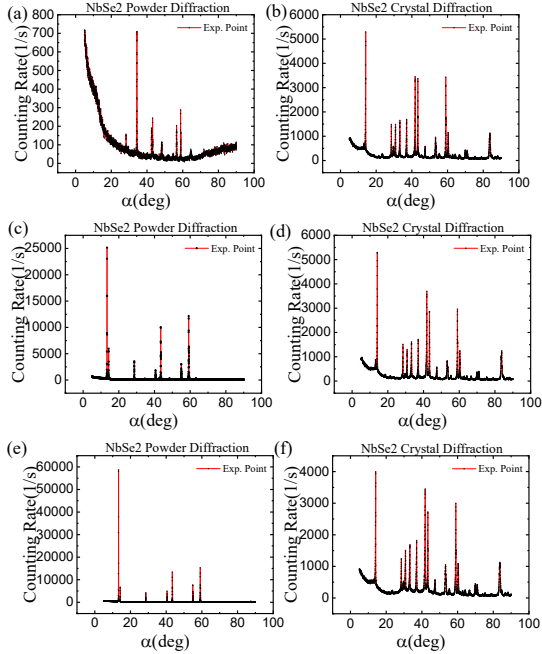 (a) NbSe2 Powder Diffraction
Counting Rate(1/s)
700
600
500
400
300
200
100
0
Exp. Point
0 20 40 60 80 100
α(deg)
(b) NbSe2 Crystal Diffraction
Counting Rate(1/s)
6000
5000
4000
3000
2000
1000
0
Exp. Point
0 20 40 60 80 100
α(deg)
(c) NbSe2 Powder Diffraction
Counting Rate(1/s)
25000
20000
15000
10000
5000
0
Exp. Point
0 20 40 60 80 100
α(deg)
(d) NbSe2 Crystal Diffraction
Counting Rate(1/s)
6000
5000
4000
3000
2000
1000
0
Exp. Point
0 20 40 60 80 100
α(deg)
(e) NbSe2 Powder Diffraction
Counting Rate(1/s)
60000
50000
40000
30000
20000
10000
0
Exp. Point
0 20 40 60 80 100
α(deg)
(f) NbSe2 Crystal Diffraction
Counting Rate(1/s)
4000
3000
2000
1000
0
Exp. Point
0 20 40 60 80 100
α(deg)